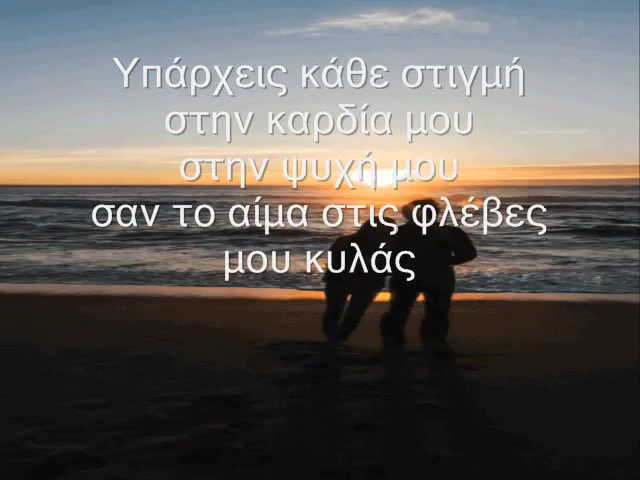 Υπάρχεις κάθε στιγμή
στην καρδία μου
στην ψυχή μου
σαν το αίμα στις φλέβες
μου κυλάς